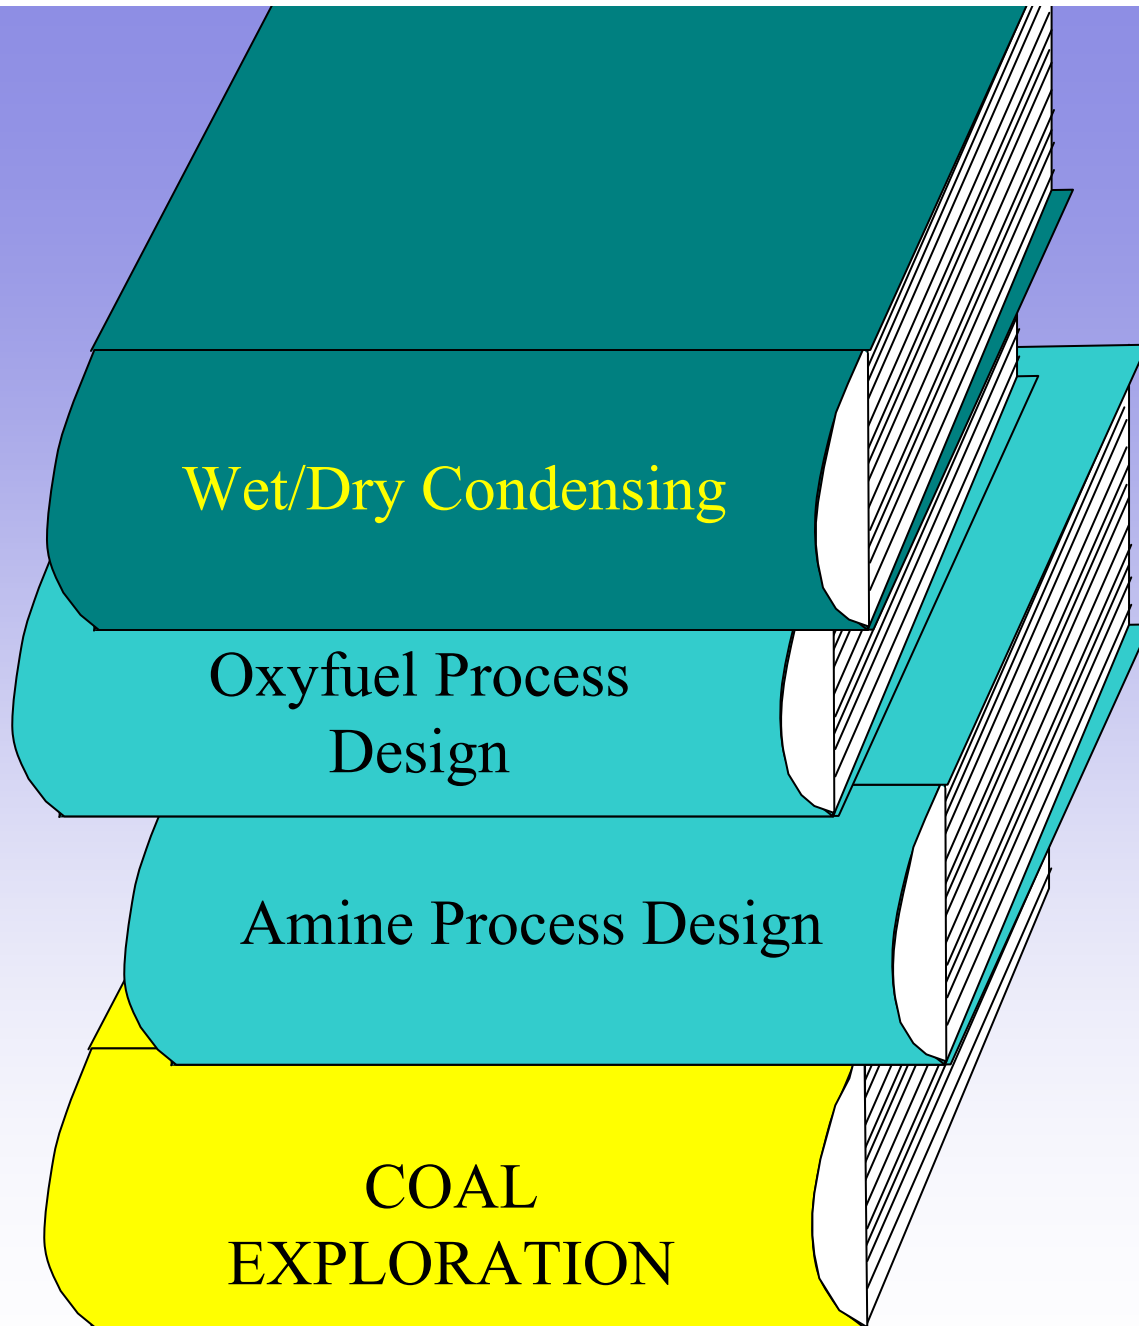 Wet/Dry Condensing
Oxyfuel Process
Design
Amine Process Design
COAL
EXPLORATION